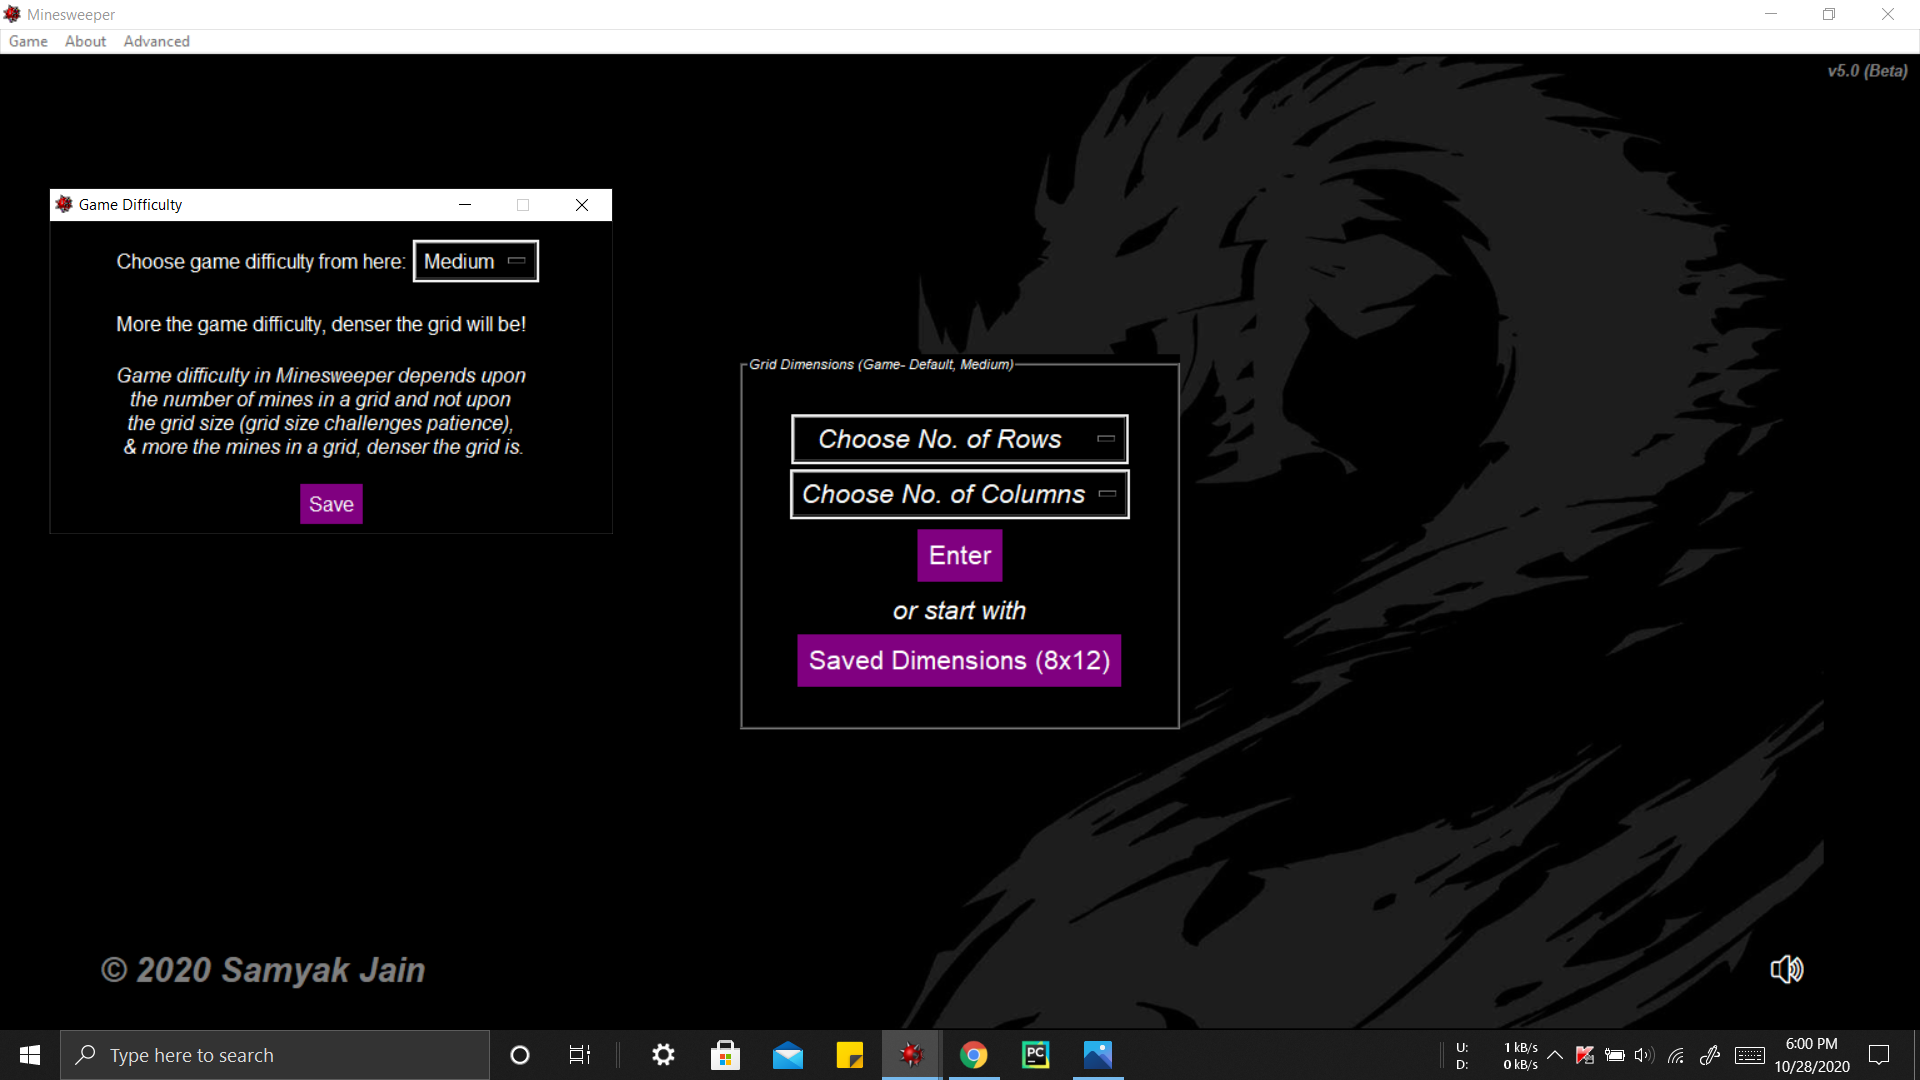 Minesweeper
Game About Advanced
v5.0 (Beta)
Game Difficulty
Choose game difficulty from here: Medium
More the game difficulty, denser the grid will be!
Game difficulty in Minesweeper depends upon
the number of mines in a grid and not upon
the grid size (grid size challenges patience),
& more the mines in a grid, denser the grid is.
Save
Grid Dimensions (Game- Default, Medium)
Choose No. of Rows
Choose No. of Columns
Enter
or start with
Saved Dimensions (8x12)
© 2020 Samyak Jain
Type here to search
PC
U: 1 kB/s
D: 0 kB/s
6:00 PM
10/28/2020